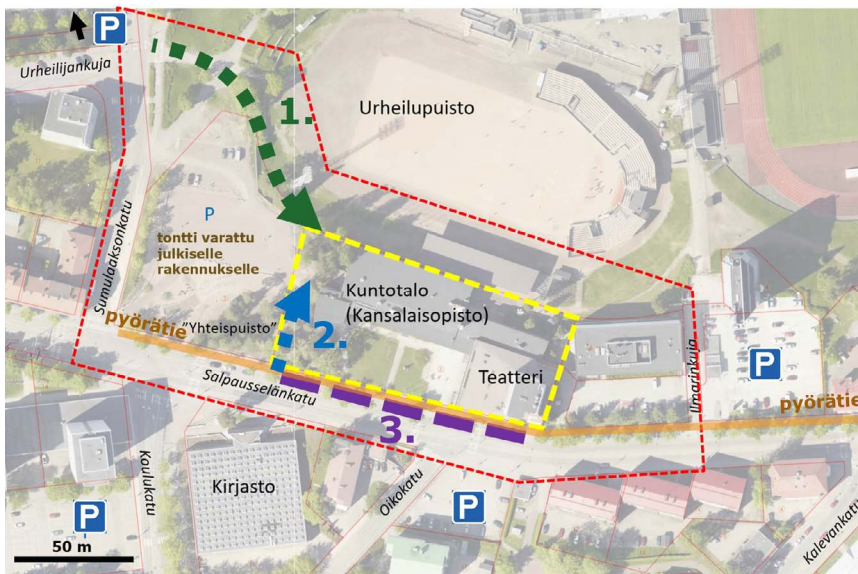 P
Urheilijankuja
1.
Urheilupuisto
P
tontti varattu
julkiselle
rakennukselle
Sumulaaksonkatu
Kuntotalo
(Kansalaisopisto)
pyörätie
"Yhteispuisto"
2.
Teatteri
Ilmarinkuja
P
pyörätie
Salpausselänkatu
3.
Kirjasto
Koulukatu
Oikokatu
P
P
Kalevankatu
50 m